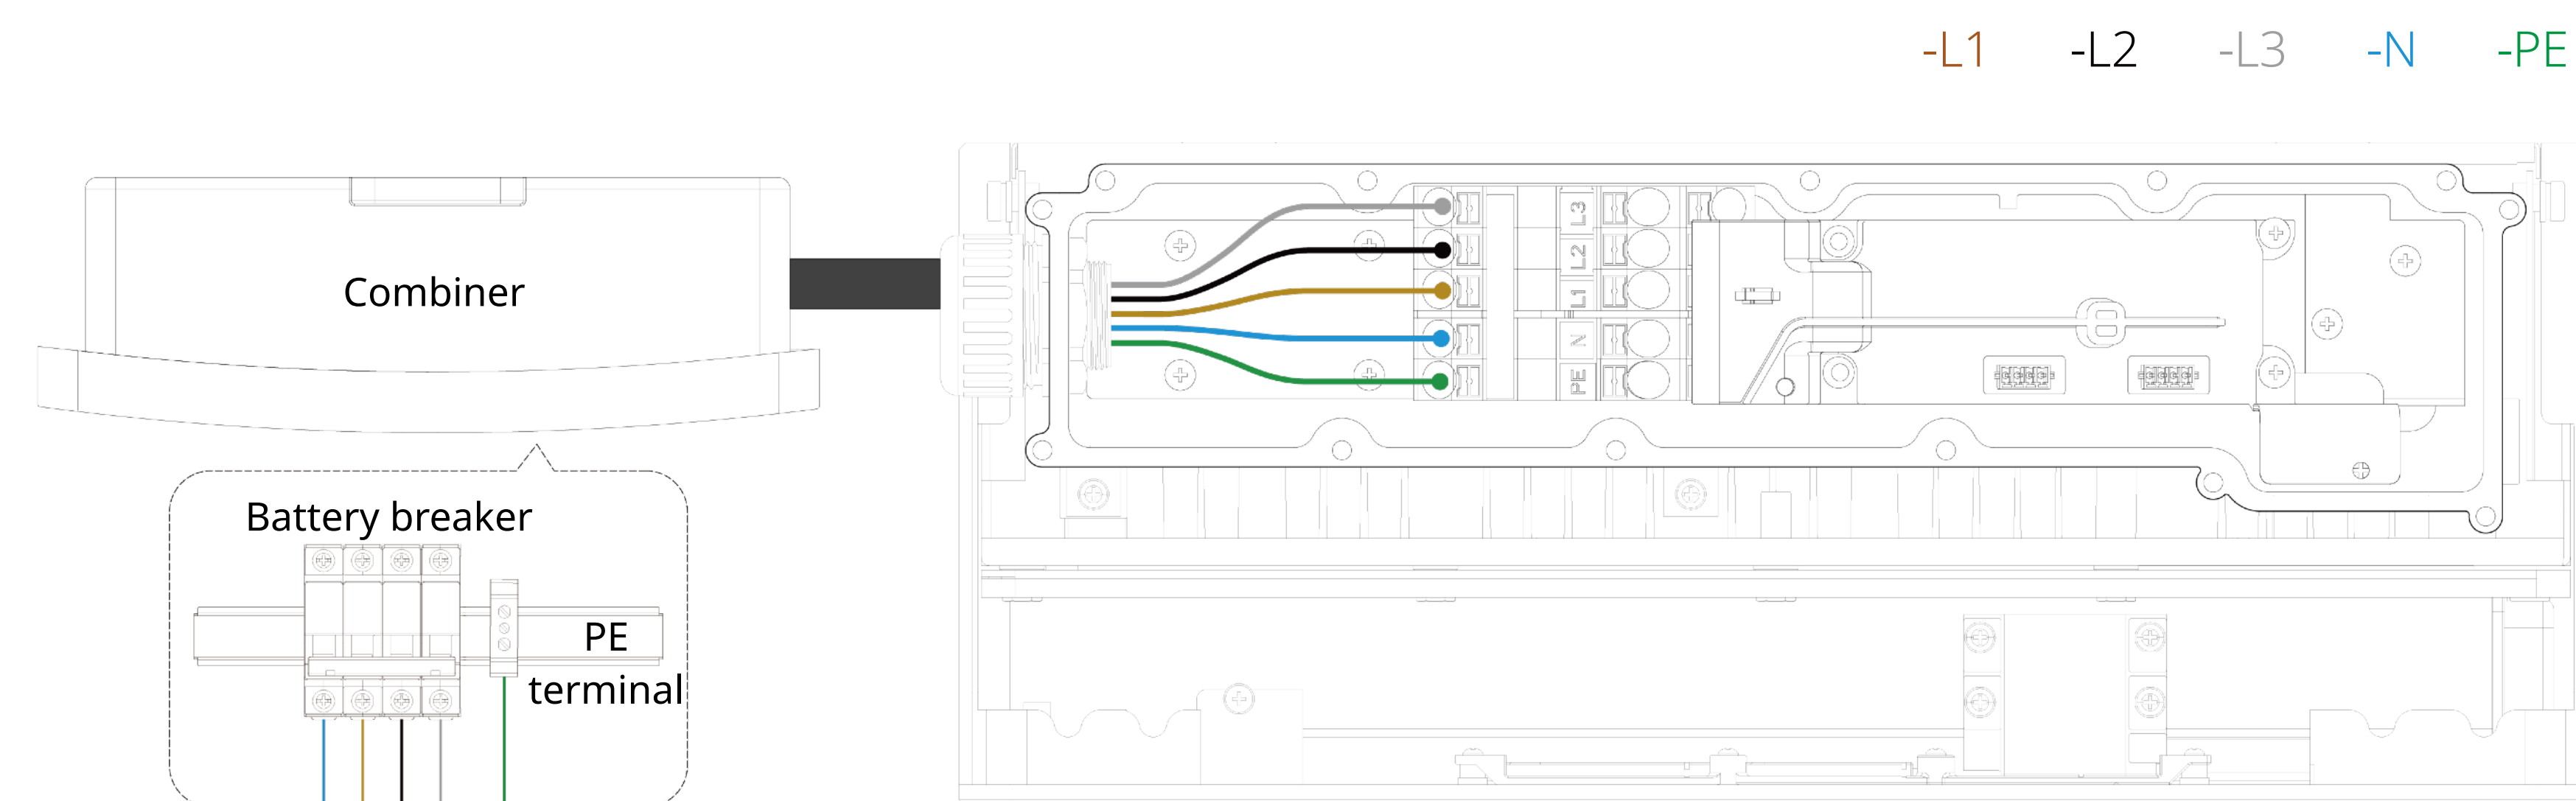 -L1 -L2 -L3 -N -PE
Combiner
L3
L2
L1
N
PE
Battery breaker
PE
terminal